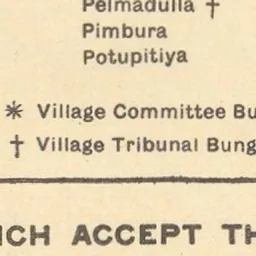 Pelmadulla †
Pimbura
Potupitiya
* Village Committee Bu
† Village Tribunal Bung
ICH ACCEPT TH